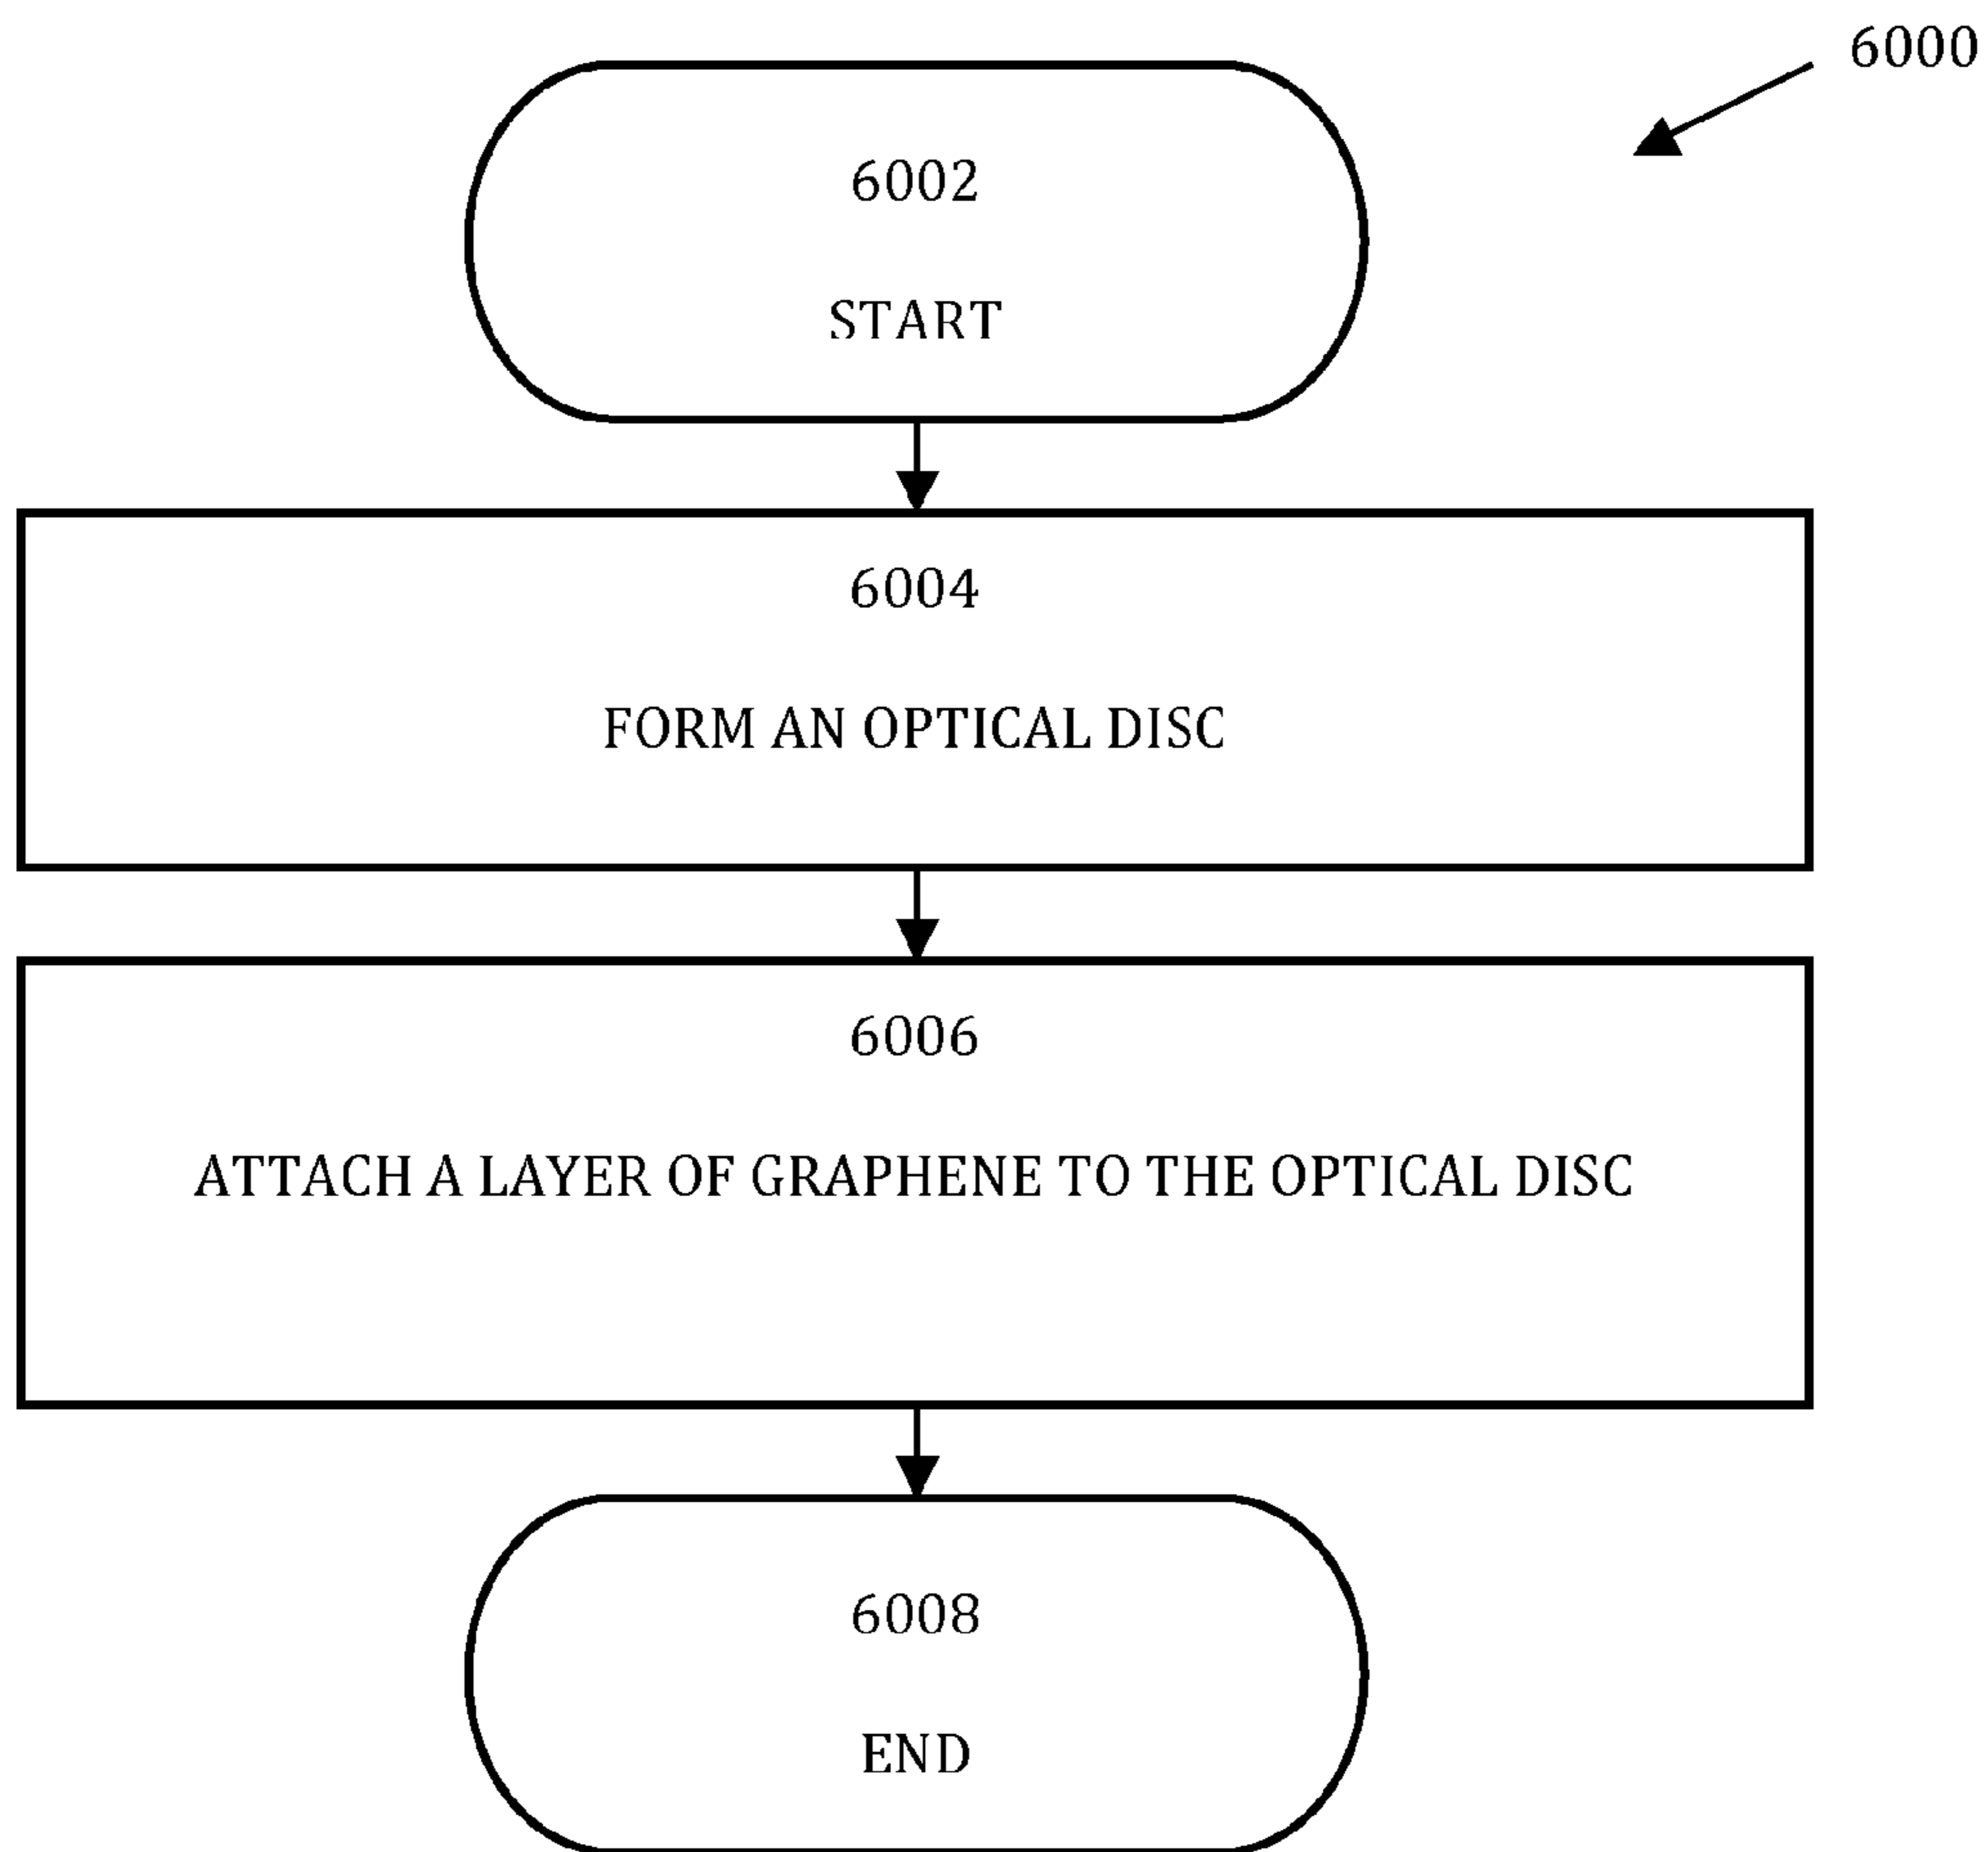 6000
6002
START
6004
FORM AN OPTICAL DISC
6006
ATTACH A LAYER OF GRAPHENE TO THE OPTICAL DISC
6008
END